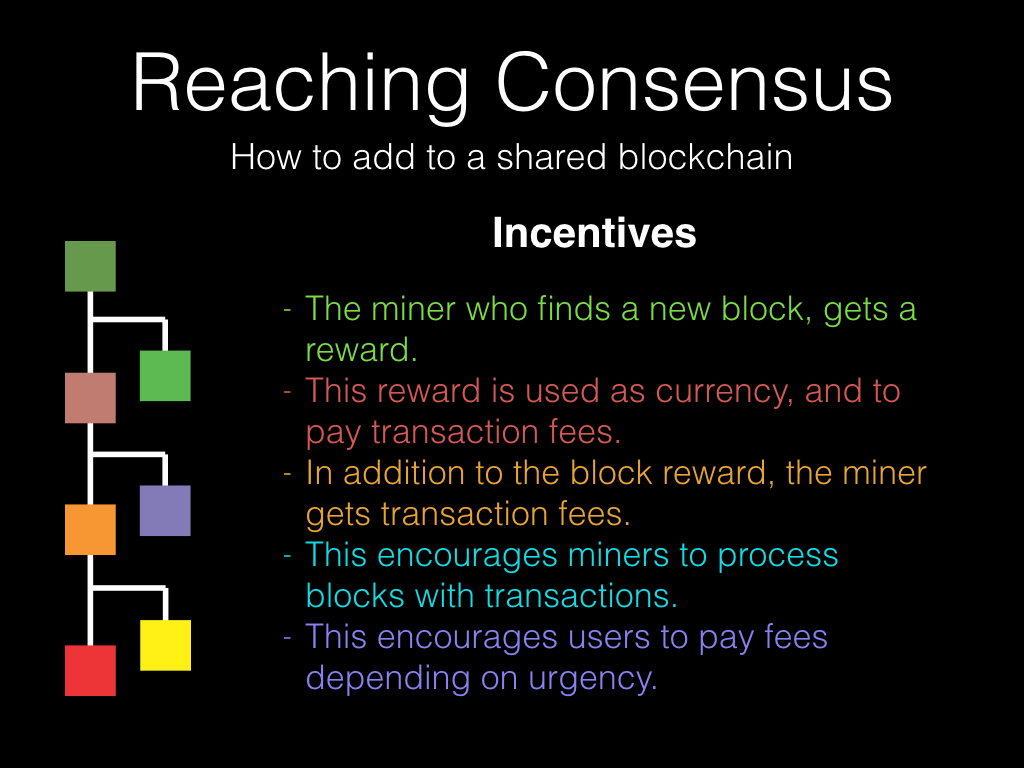 Reaching Consensus
How to add to a shared blockchain
Incentives
- The miner who finds a new block, gets a
reward.
- This reward is used as currency, and to
pay transaction fees.
- In addition to the block reward, the miner
gets transaction fees.
- This encourages miners to process
blocks with transactions.
- This encourages users to pay fees
depending on urgency.